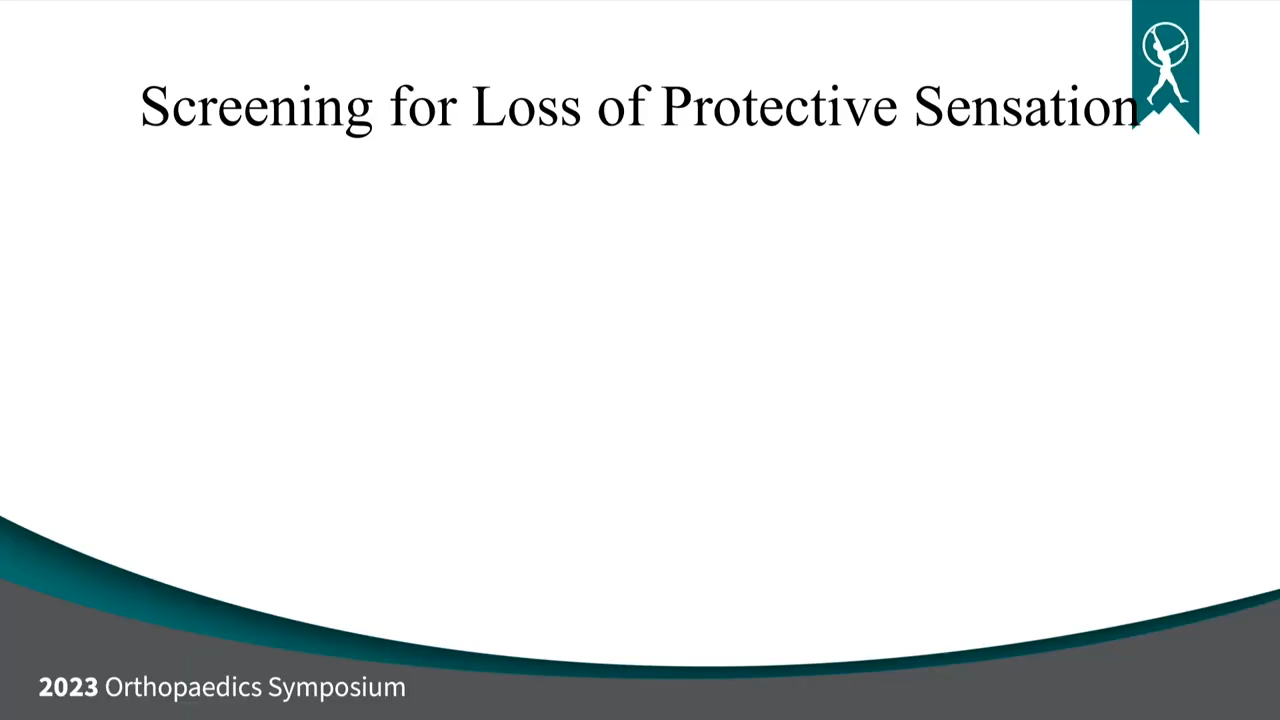 Screening for Loss of Protective Sensation
2023 Orthopaedics Symposium